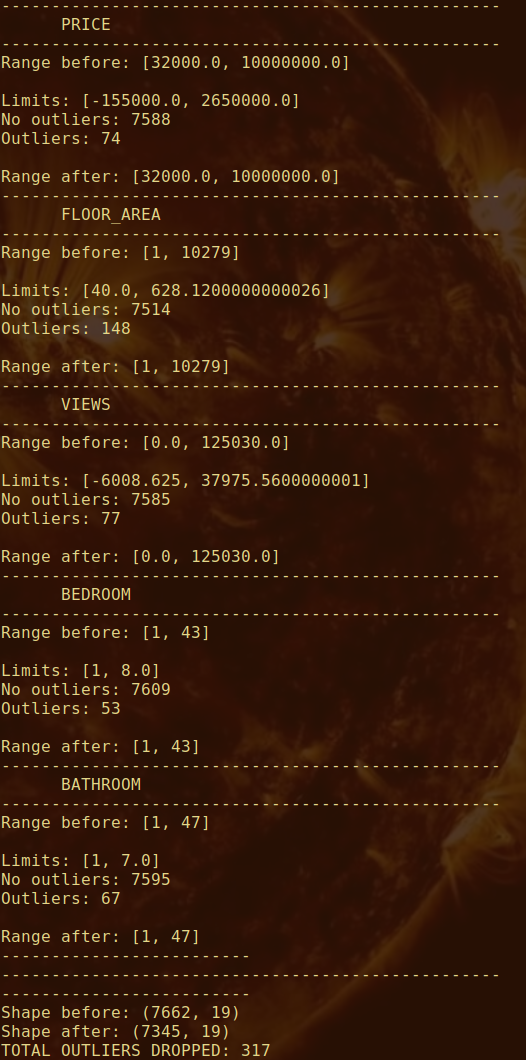 --------------------------------------------------
PRICE
--------------------------------------------------
Range before: [32000.0, 10000000.0]
Limits: [-155000.0, 2650000.0]
No outliers: 7588
Outliers: 74
Range after: [32000.0, 10000000.0]
--------------------------------------------------
FLOOR_AREA
--------------------------------------------------
Range before: [1, 10279]
Limits: [40.0, 628.1200000000026]
No outliers: 7514
Outliers: 148
Range after: [1, 10279]
--------------------------------------------------
VIEWS
--------------------------------------------------
Range before: [0.0, 125030.0]
Limits: [-6008.625, 37975.5600000001]
No outliers: 7585
Outliers: 77
Range after: [0.0, 125030.0]
--------------------------------------------------
BEDROOM
--------------------------------------------------
Range before: [1, 43]
Limits: [1, 8.0]
No outliers: 7609
Outliers: 53
Range after: [1, 43]
--------------------------------------------------
BATHROOM
--------------------------------------------------
Range before: [1, 47]
Limits: [1, 7.0]
No outliers: 7595
Outliers: 67
Range after: [1, 47]
-------------------------
--------------------------------------------------
-------------------------
Shape before: (7662, 19)
Shape after: (7345, 19)
TOTAL OUTLIERS DROPPED: 317